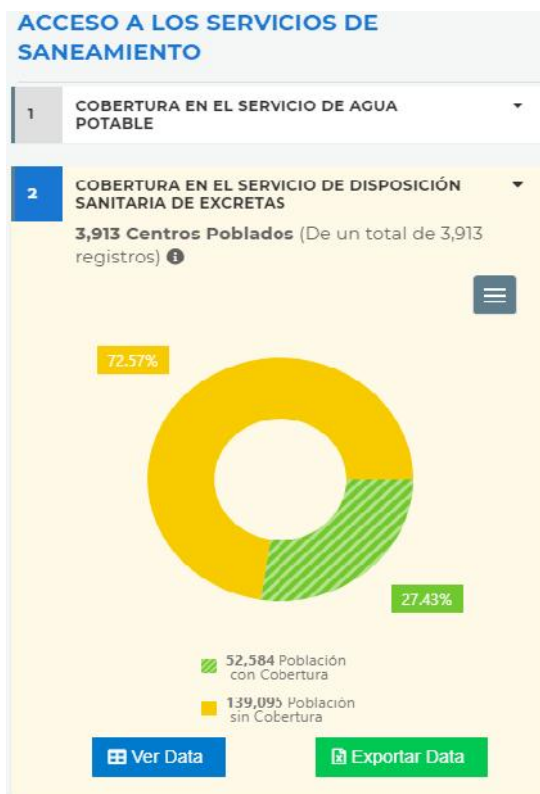 ACCESO A LOS SERVICIOS DE
SANEAMIENTO
1
COBERTURA EN EL SERVICIO DE AGUA
POTABLE
2
COBERTURA EN EL SERVICIO DE DISPOSICIÓN
SANITARIA DE EXCRETAS
3,913 Centros Poblados (De un total de 3,913
registros)
72.57%
27.43%
52,584 Población
con Cobertura
139,095 Población
sin Cobertura
Ver Data
Exportar Data